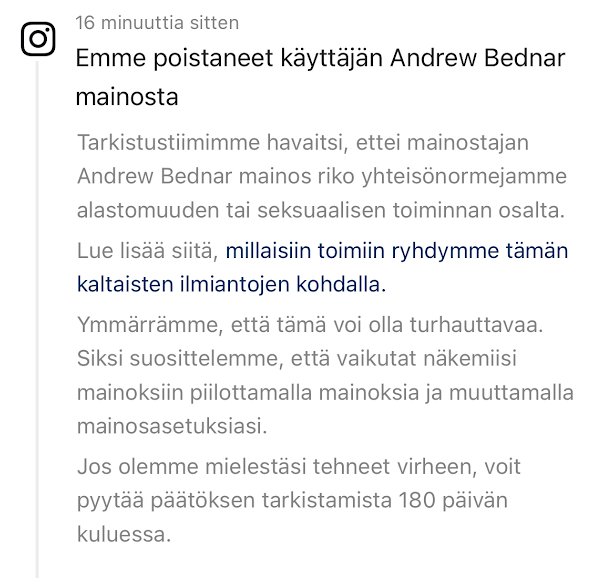 16 minuuttia sitten
Emme poistaneet käyttäjän Andrew Bednar
mainosta
Tarkistustiimimme havaitsi, ettei mainostajan
Andrew Bednar mainos riko yhteisönormejamme
alastomuuden tai seksuaalisen toiminnan osalta.
Lue lisää siitä, millaisiin toimiin ryhdymme tämän
kaltaisten ilmiantojen kohdalla.
Ymmärrämme, että tämä voi olla turhauttavaa.
Siksi suosittelemme, että vaikutat näkemiisi
mainoksiin piilottamalla mainoksia ja muuttamalla
mainosasetuksiasi.
Jos olemme mielestäsi tehneet virheen, voit
pyytää päätöksen tarkistamista 180 päivän
kuluessa.